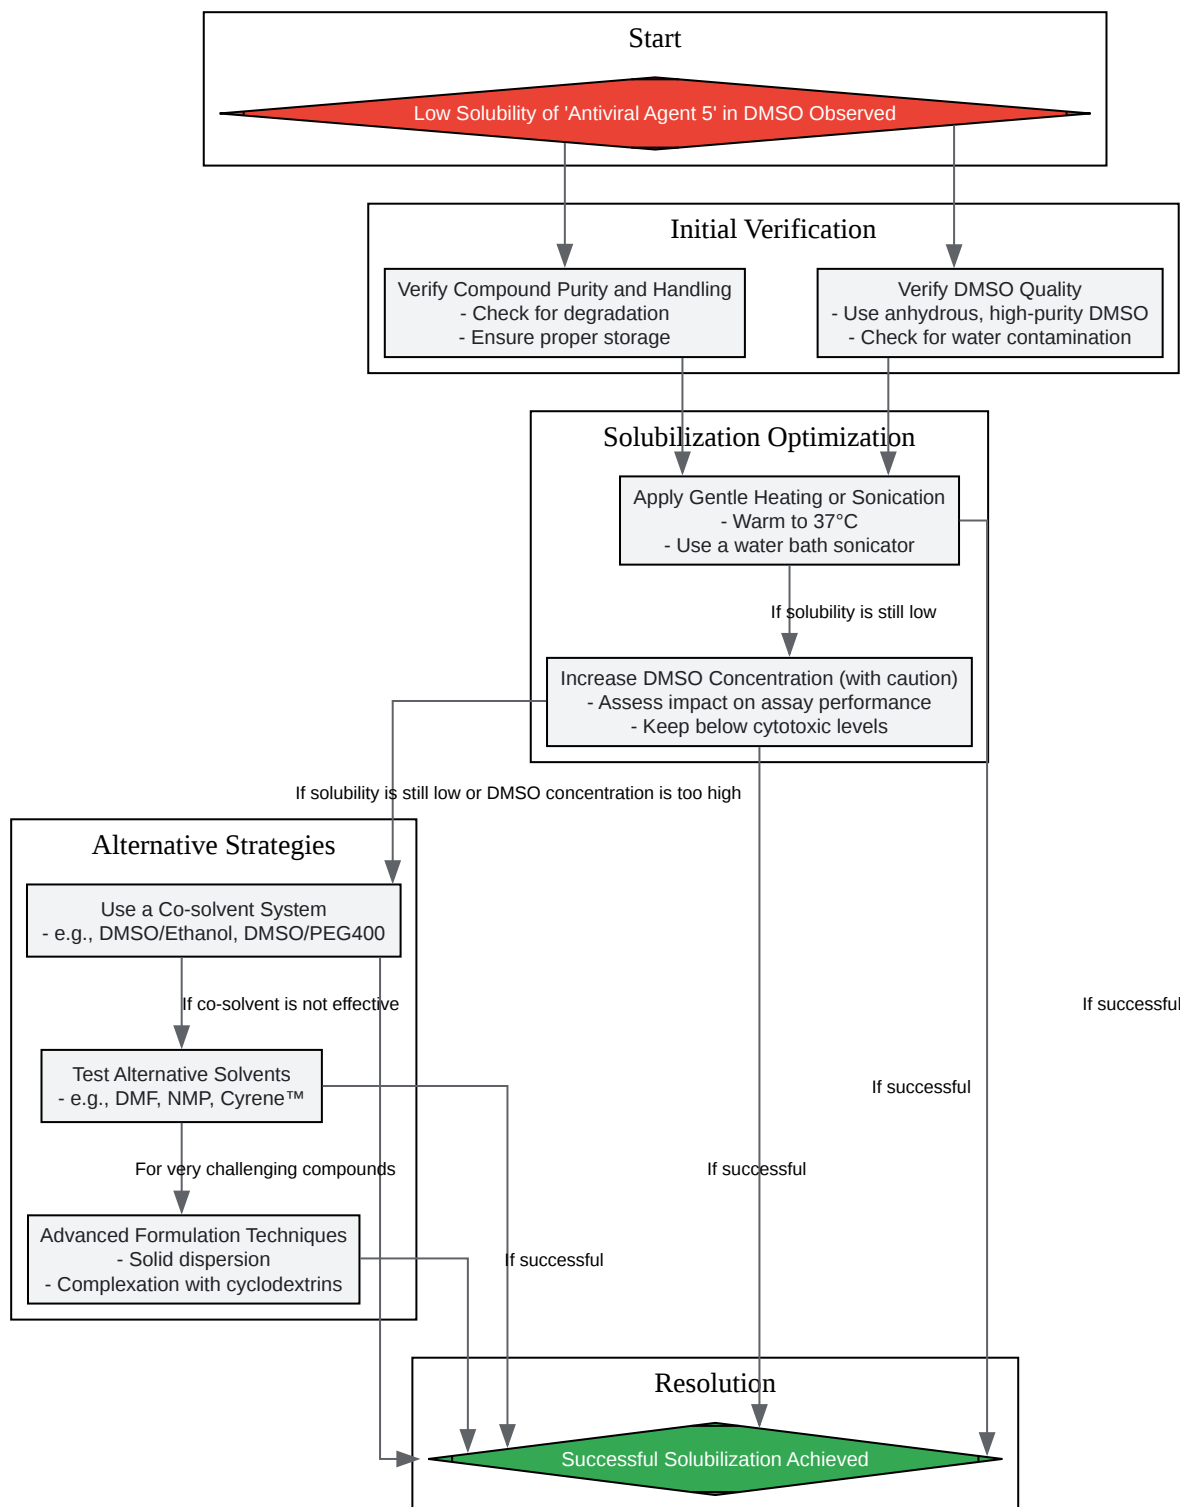 Start
Low Solubility of 'Antiviral Agent 5' in DMSO Observed
Initial Verification
Verify Compound Purity and Handling
- Check for degradation
- Ensure proper storage
Verify DMSO Quality
- Use anhydrous, high-purity DMSO
- Check for water contamination
Solubilization Optimization
Apply Gentle Heating or Sonication
- Warm to 37°C
- Use a water bath sonicator
If solubility is still low
Increase DMSO Concentration (with caution)
- Assess impact on assay performance
- Keep below cytotoxic levels
If solubility is still low or DMSO concentration is too high
Alternative Strategies
Use a Co-solvent System
- e.g., DMSO/Ethanol, DMSO/PEG400
If co-solvent is not effective
If successful
Test Alternative Solvents
- e.g., DMF, NMP, Cyrene™
If successful
For very challenging compounds
If successful
Advanced Formulation Techniques
- Solid dispersion
- Complexation with cyclodextrins
If successful
Resolution
Successful Solubilization Achieved